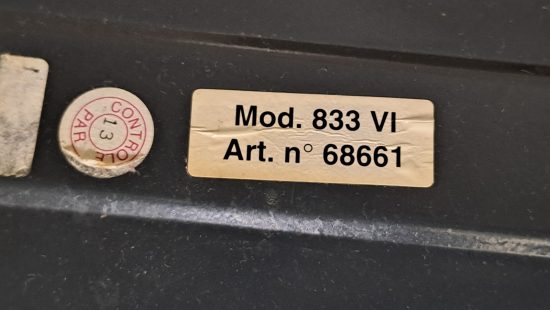 CONTROLE
13
PAR
Mod. 833 VI
Art. n° 68661